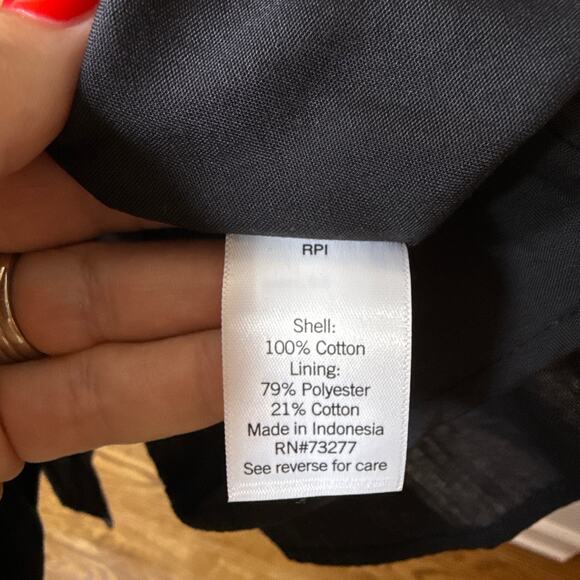 RPI
Shell:
100% Cotton
Lining:
79% Polyester
21% Cotton
Made in Indonesia
RN#73277
See reverse for care